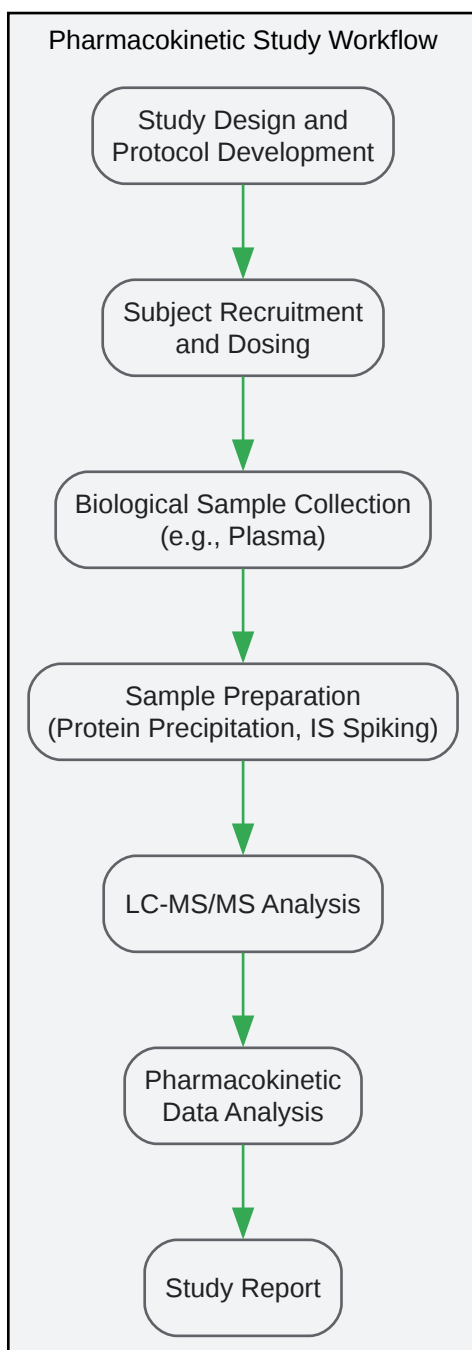 Pharmacokinetic Study Workflow
Study Design and
Protocol Development
Subject Recruitment
and Dosing
Biological Sample Collection
(e.g., Plasma)
Sample Preparation
(Protein Precipitation, IS Spiking)
LC-MS/MS Analysis
Pharmacokinetic
Data Analysis
Study Report